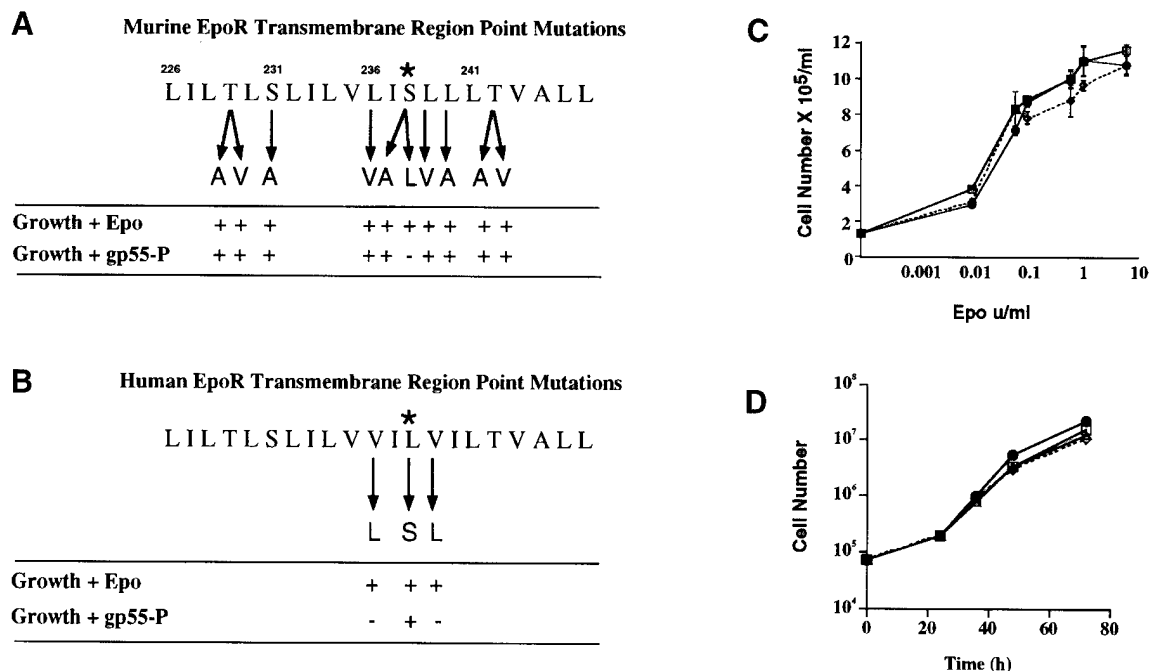 A
Murine EpoR Transmembrane Region Point Mutations
226 231 236 * 241
L I L T L S L I L V L I S L L L T V A L L
A V A V A L V A A V
Growth + Epo + + + + + + + + + +
Growth + gp55-P + + + + + - + + + +
B
Human EpoR Transmembrane Region Point Mutations
*
L I L T L S L I L V V I L V I L T V A L L
L S L
Growth + Epo + + +
Growth + gp55-P - + -
C
Cell Number X 10⁵/ml
12
10
8
6
4
2
0
0.001 0.01 0.1 1 10
Epo u/ml
D
Cell Number
10⁸
10⁷
10⁶
10⁵
10⁴
0 20 40 60 80
Time (h)